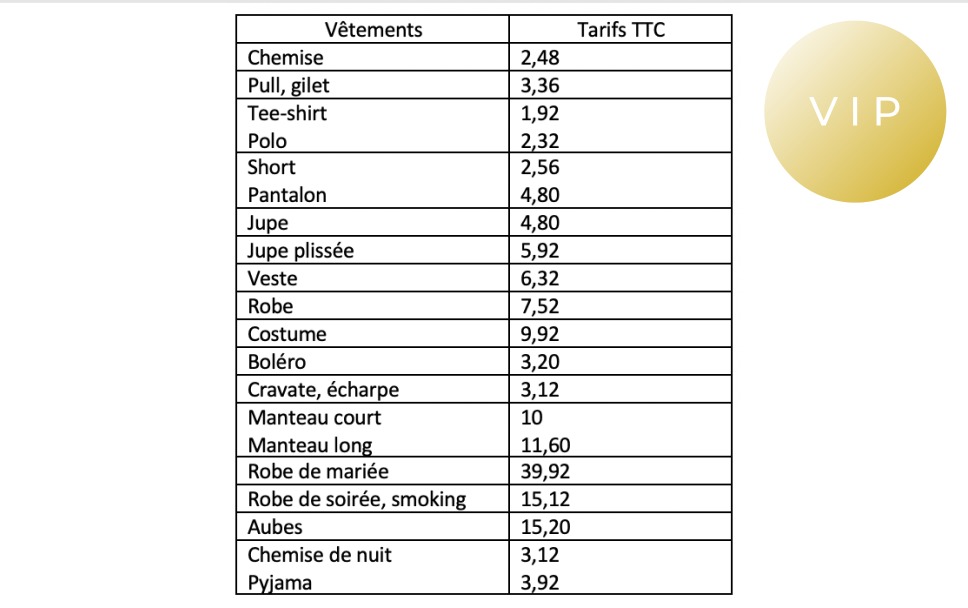 Vêtements Tarifs TTC
Chemise 2,48
Pull, gilet 3,36
Tee-shirt 1,92
Polo 2,32
Short 2,56
Pantalon 4,80
Jupe 4,80
Jupe plissée 5,92
Veste 6,32
Robe 7,52
Costume 9,92
Boléro 3,20
Cravate, écharpe 3,12
Manteau court 10
Manteau long 11,60
Robe de mariée 39,92
Robe de soirée, smoking 15,12
Aubes 15,20
Chemise de nuit 3,12
Pyjama 3,92
VIP